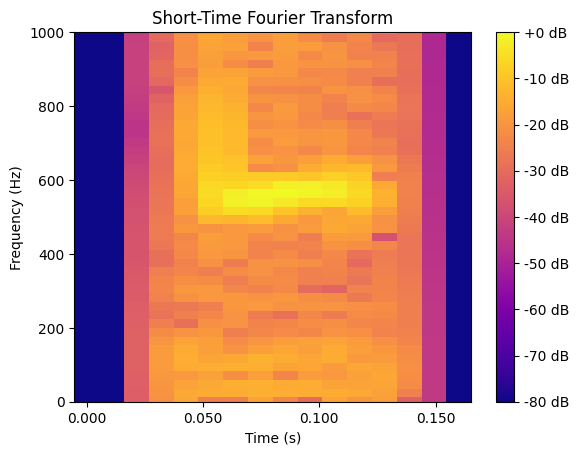 Short-Time Fourier Transform
1000
800
600
400
200
0
Frequency (Hz)
0.000
0.050
0.100
0.150
Time (s)
+0 dB
-10 dB
-20 dB
-30 dB
-40 dB
-50 dB
-60 dB
-70 dB
-80 dB